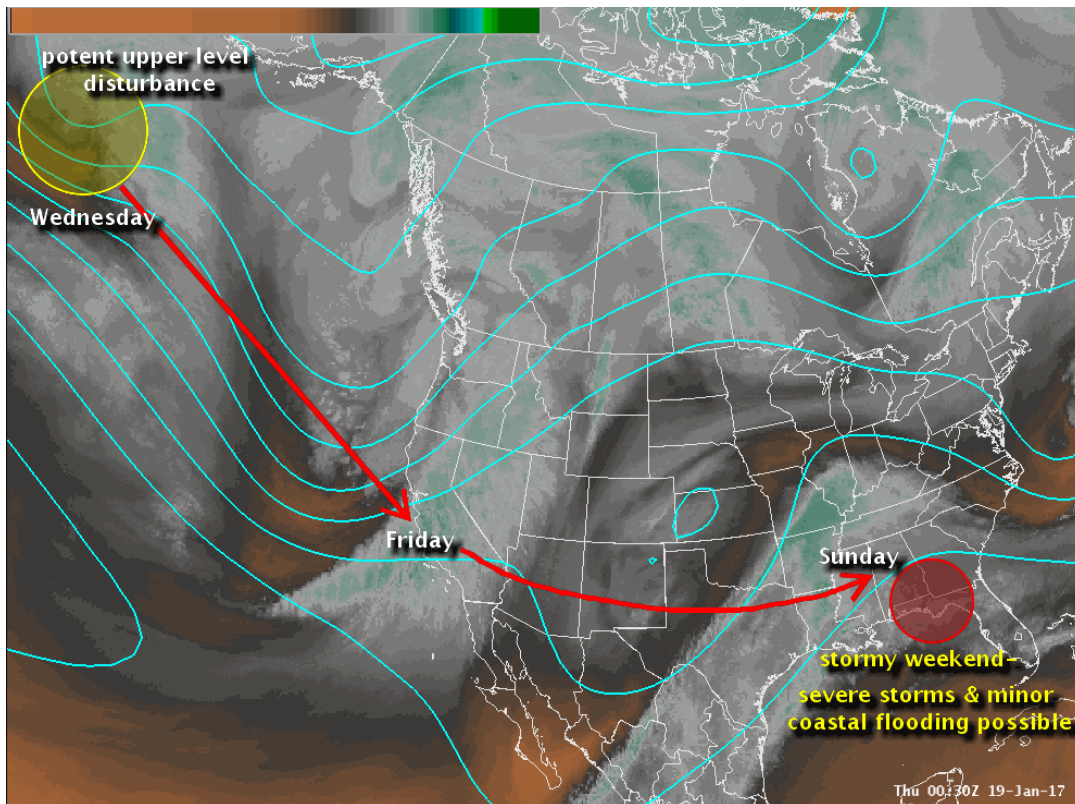 potent upper level
disturbance
Wednesday
Friday
Sunday
stormy weekend-
severe storms & minor
coastal flooding possible
Thu 00:30Z 19-Jan-17